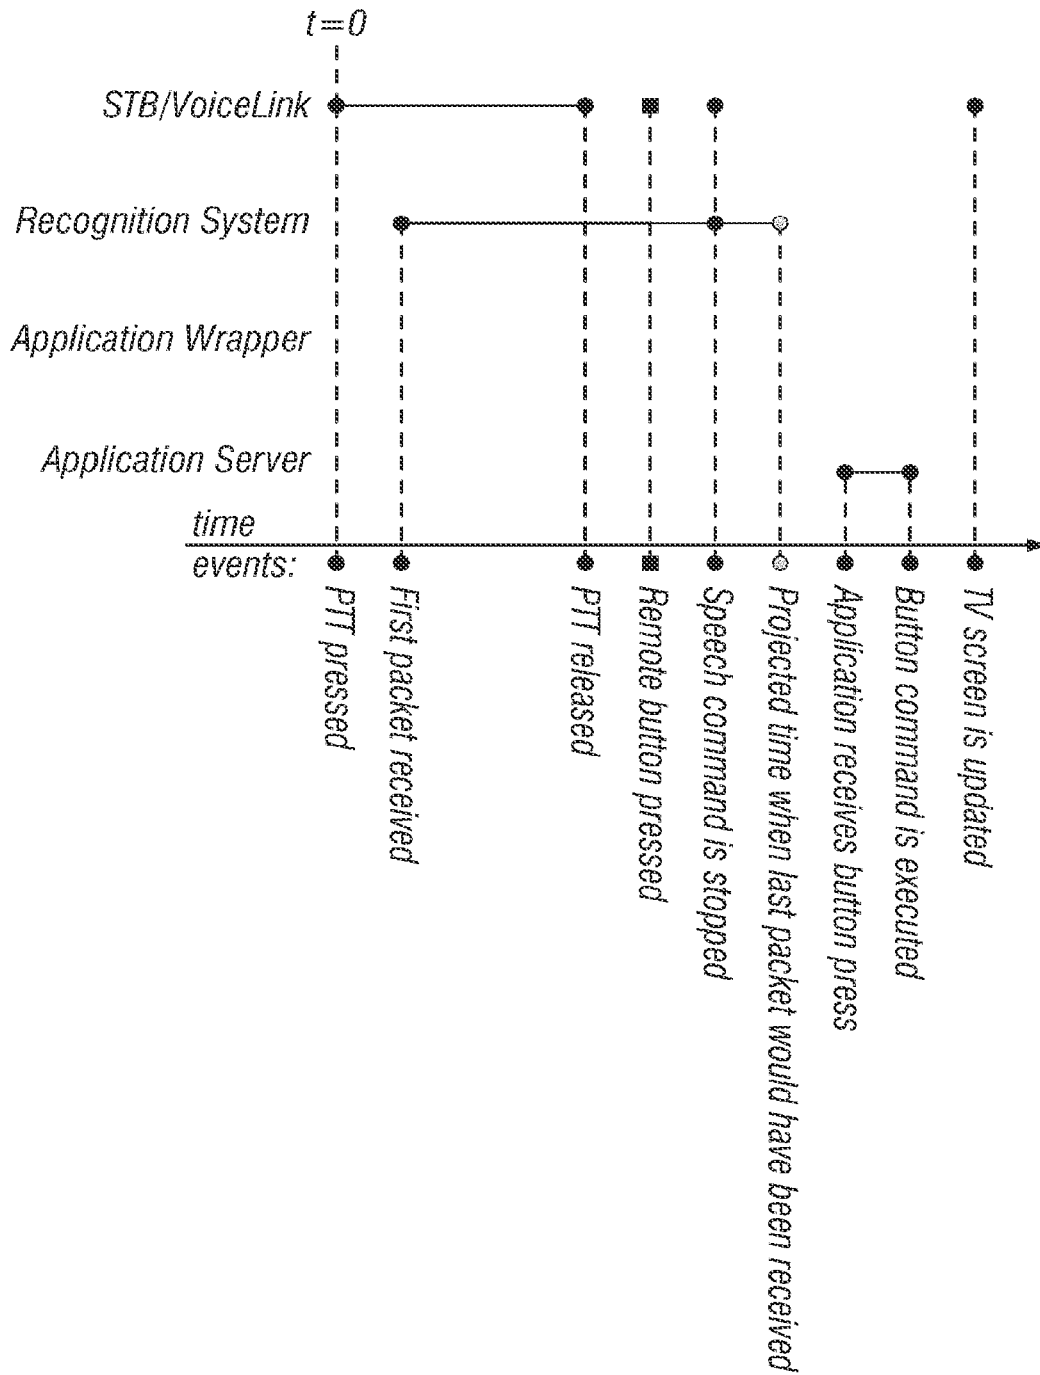 t=0
STB/VoiceLink
Recognition System
Application Wrapper
Application Server
time
events:
PTT pressed
First packet received
PTT released
Remote button pressed
Speech command is stopped
Projected time when last packet would have been received
Application receives button press
Button command is executed
TV screen is updated